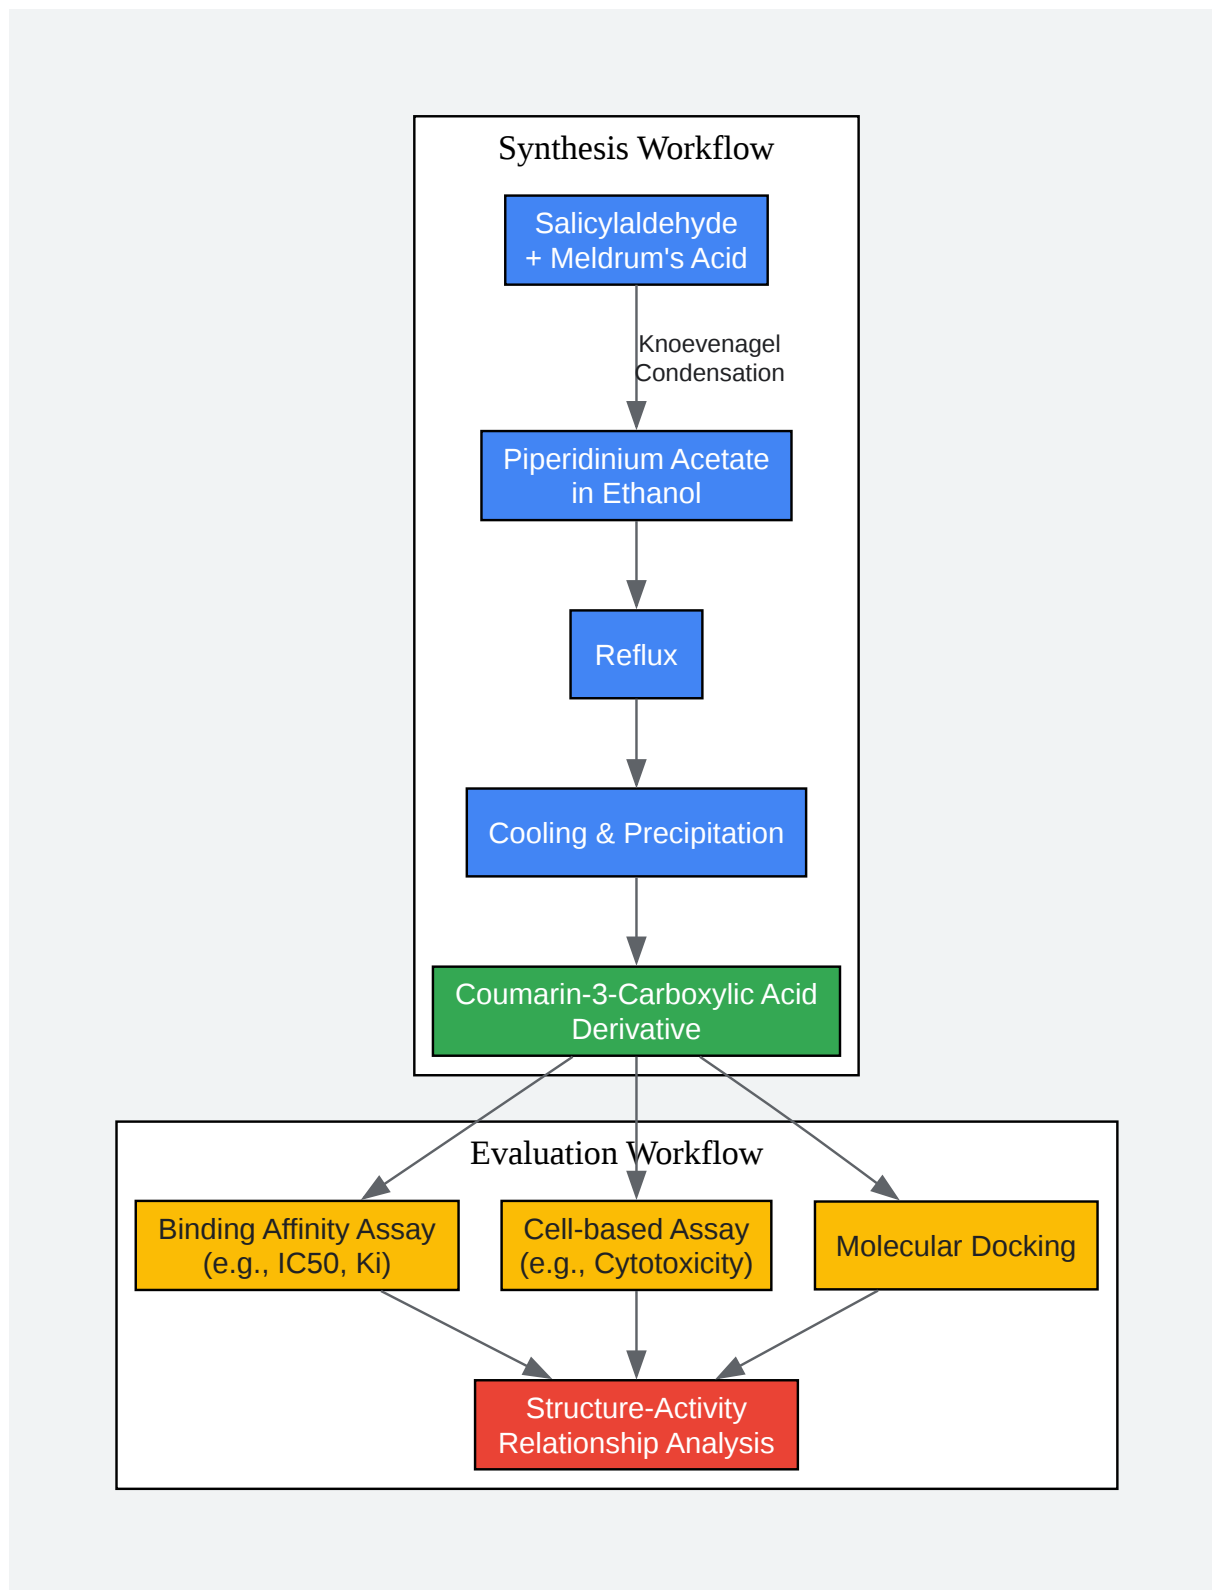 Synthesis Workflow
Salicylaldehyde
+ Meldrum's Acid
Knoevenagel
Condensation
Piperidinium Acetate
in Ethanol
Reflux
Cooling & Precipitation
Coumarin-3-Carboxylic Acid
Derivative
Evaluation Workflow
Binding Affinity Assay
(e.g., IC50, Ki)
Cell-based Assay
(e.g., Cytotoxicity)
Molecular Docking
Structure-Activity
Relationship Analysis